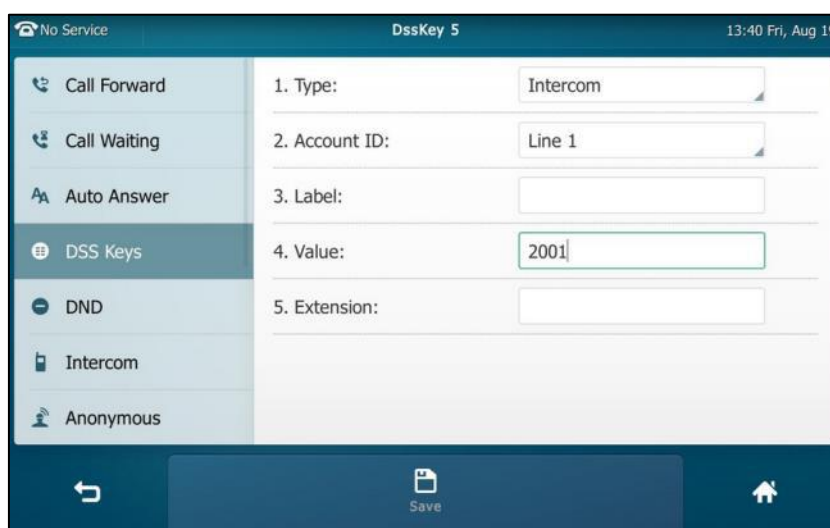 No Service DssKey 5 13:40 Fri, Aug 19
Call Forward
Call Waiting
Auto Answer
DSS Keys
DND
Intercom
Anonymous
1. Type: Intercom
2. Account ID: Line 1
3. Label:
4. Value: 2001
5. Extension:
Save